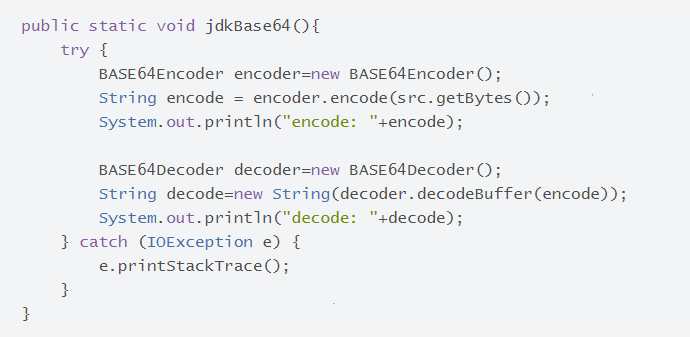 public static void jdkBase64(){
    try {
        BASE64Encoder encoder=new BASE64Encoder();
        String encode = encoder.encode(src.getBytes());
        System.out.println("encode: "+encode);

        BASE64Decoder decoder=new BASE64Decoder();
        String decode=new String(decoder.decodeBuffer(encode));
        System.out.println("decode: "+decode);
    } catch (IOException e) {
        e.printStackTrace();
    }
}